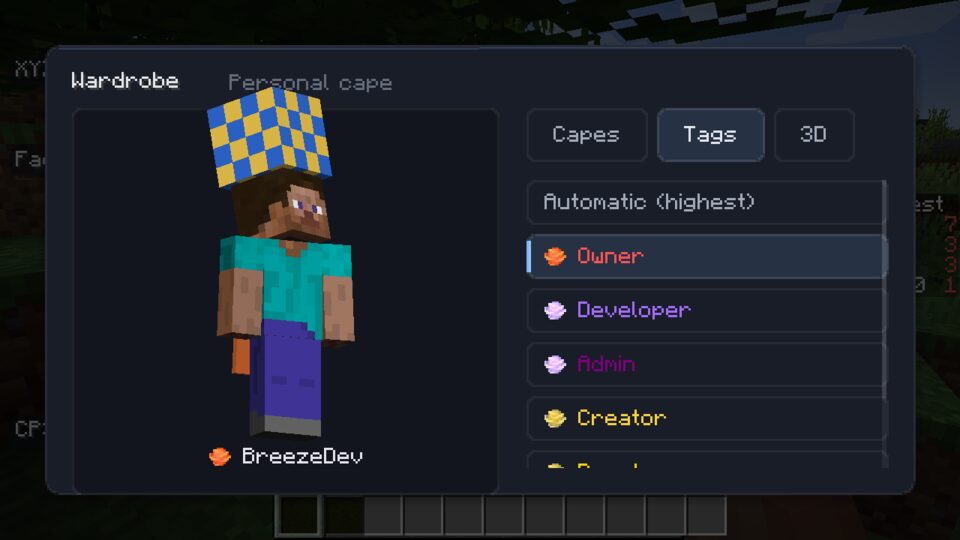 Wardrobe
Personal cape
Capes
Tags
3D
Automatic (highest)
Owner
Developer
Admin
Creator
BreezeDev